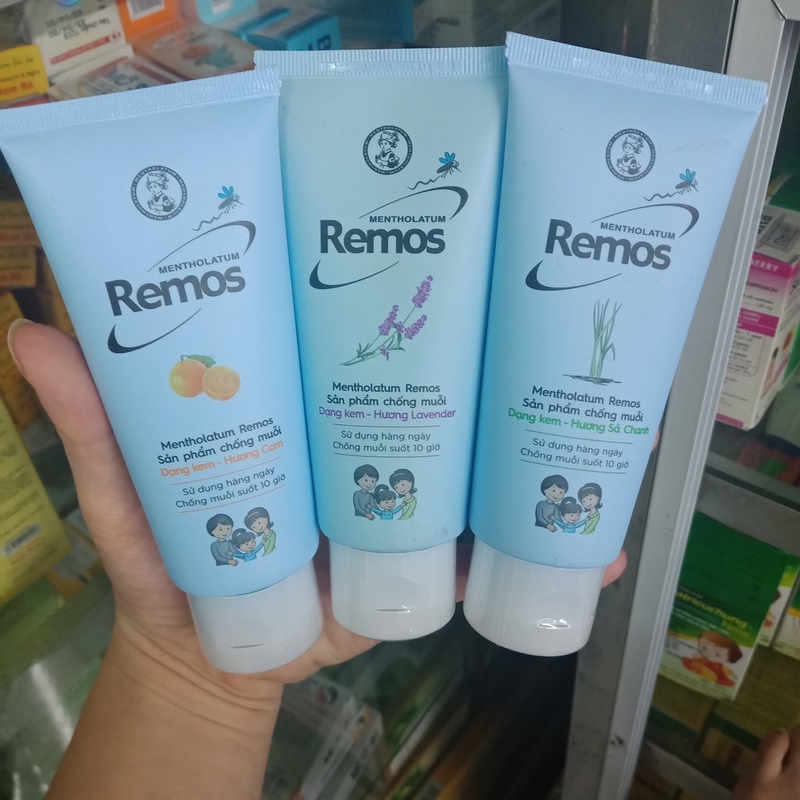 MENTHOLATUM
Remos
Mentholatum Remos
Sản phẩm chống muỗi
Dạng kem - Hương Cam
Sử dụng hàng ngày
Chống muỗi suốt 10 giờ
MENTHOLATUM
Remos
Mentholatum Remos
Sản phẩm chống muỗi
Dạng kem - Hương Lavender
Sử dụng hàng ngày
Chống muỗi suốt 10 giờ
MENTHOLATUM
Remos
Mentholatum Remos
Sản phẩm chống muỗi
Dạng kem - Hương Sả Chanh
Sử dụng hàng ngày
Chống muỗi suốt 10 giờ